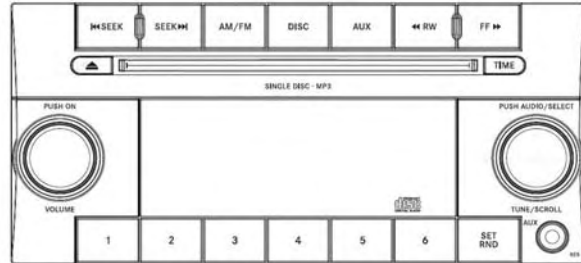 ⏮SEEK SEEK⏭ AM/FM DISC AUX ◀◀ RW FF ▶▶
TIME
SINGLE DISC · MP3
PUSH ON PUSH AUDIO/SELECT
VOLUME TUNE/SCROLL
AUX
1 2 3 4 5 6 SET
RND